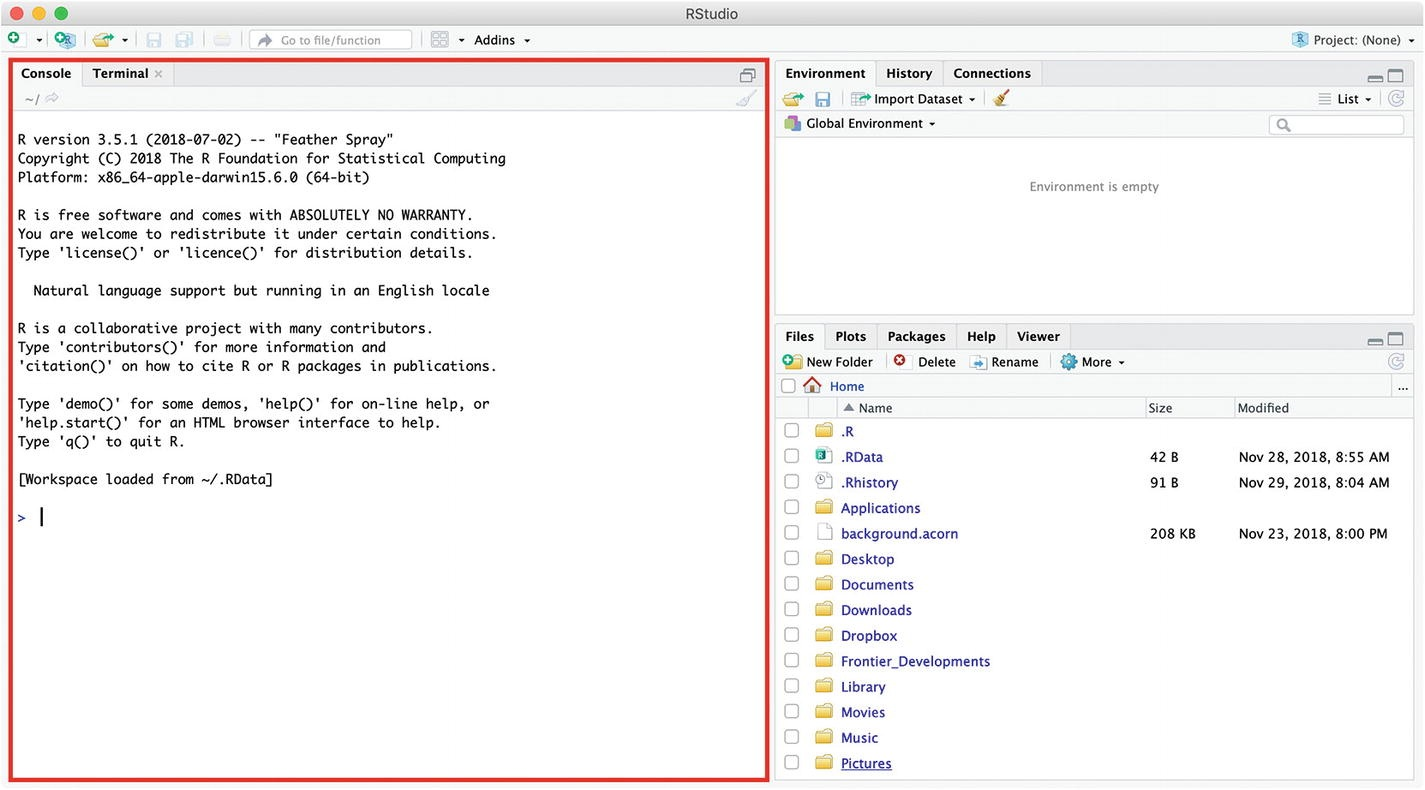 RStudio
Go to file/function Addins Project: (None)
Console Terminal
~/
R version 3.5.1 (2018-07-02) -- "Feather Spray"
Copyright (C) 2018 The R Foundation for Statistical Computing
Platform: x86_64-apple-darwin15.6.0 (64-bit)
R is free software and comes with ABSOLUTELY NO WARRANTY.
You are welcome to redistribute it under certain conditions.
Type 'license()' or 'licence()' for distribution details.
Natural language support but running in an English locale
R is a collaborative project with many contributors.
Type 'contributors()' for more information and
'citation()' on how to cite R or R packages in publications.
Type 'demo()' for some demos, 'help()' for on-line help, or
'help.start()' for an HTML browser interface to help.
Type 'q()' to quit R.
[Workspace loaded from ~/.RData]
>
Environment History Connections
Import Dataset List
Global Environment
Environment is empty
Files Plots Packages Help Viewer
New Folder Delete Rename More
Home ...
Name Size Modified
.R
.RData 42 B Nov 28, 2018, 8:55 AM
.Rhistory 91 B Nov 29, 2018, 8:04 AM
Applications
background.acorn 208 KB Nov 23, 2018, 8:00 PM
Desktop
Documents
Downloads
Dropbox
Frontier_Developments
Library
Movies
Music
Pictures